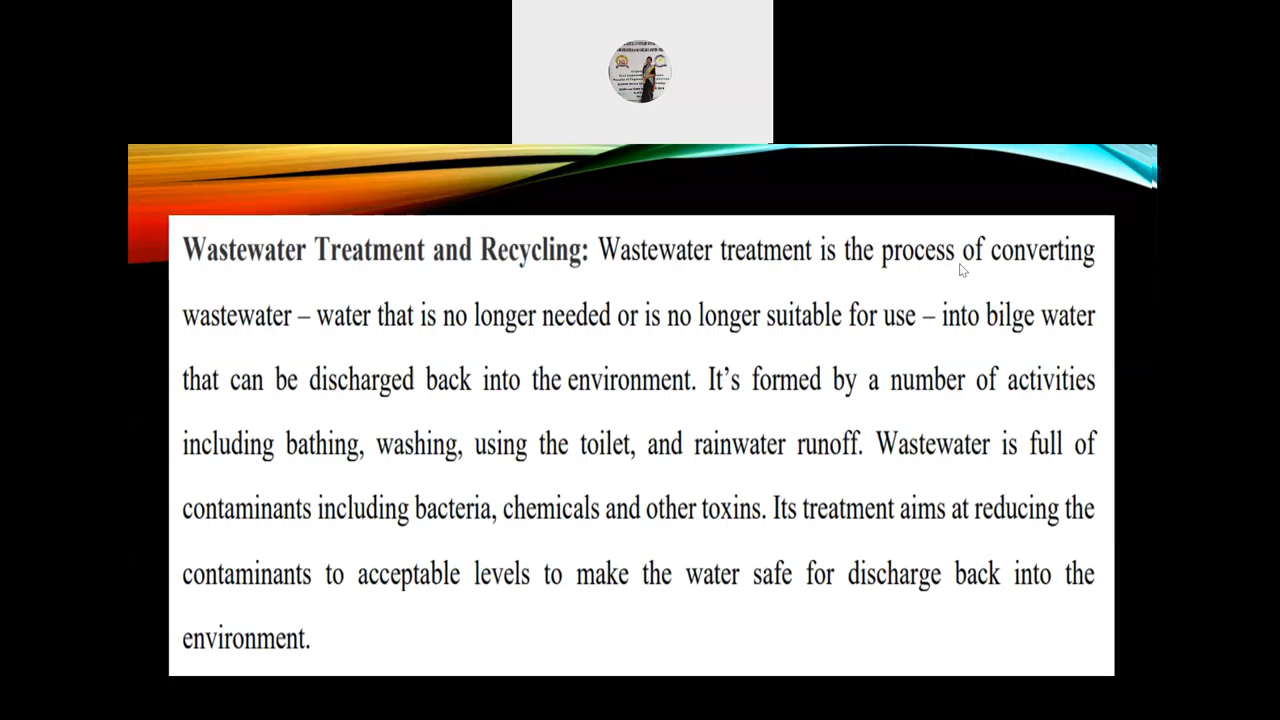 Wastewater Treatment and Recycling: Wastewater treatment is the process of converting
wastewater – water that is no longer needed or is no longer suitable for use – into bilge water
that can be discharged back into the environment. It’s formed by a number of activities
including bathing, washing, using the toilet, and rainwater runoff. Wastewater is full of
contaminants including bacteria, chemicals and other toxins. Its treatment aims at reducing the
contaminants to acceptable levels to make the water safe for discharge back into the
environment.